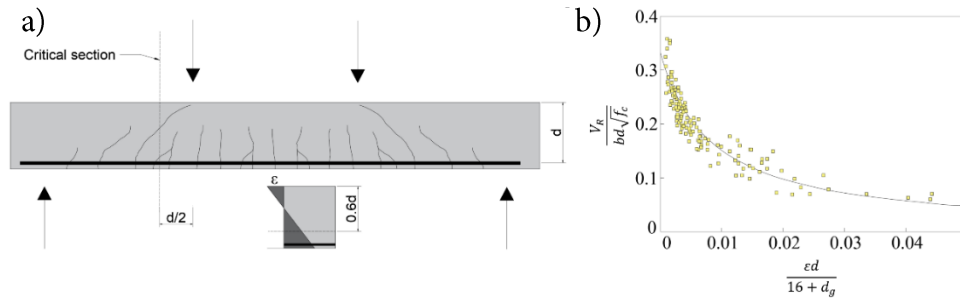 a)
Critical section
d
d/2
ε
0.6d
b)
V_R
bd√f_c
0.4
0.3
0.2
0.1
0
0
0.01
0.02
0.03
0.04
εd
16 + d_g